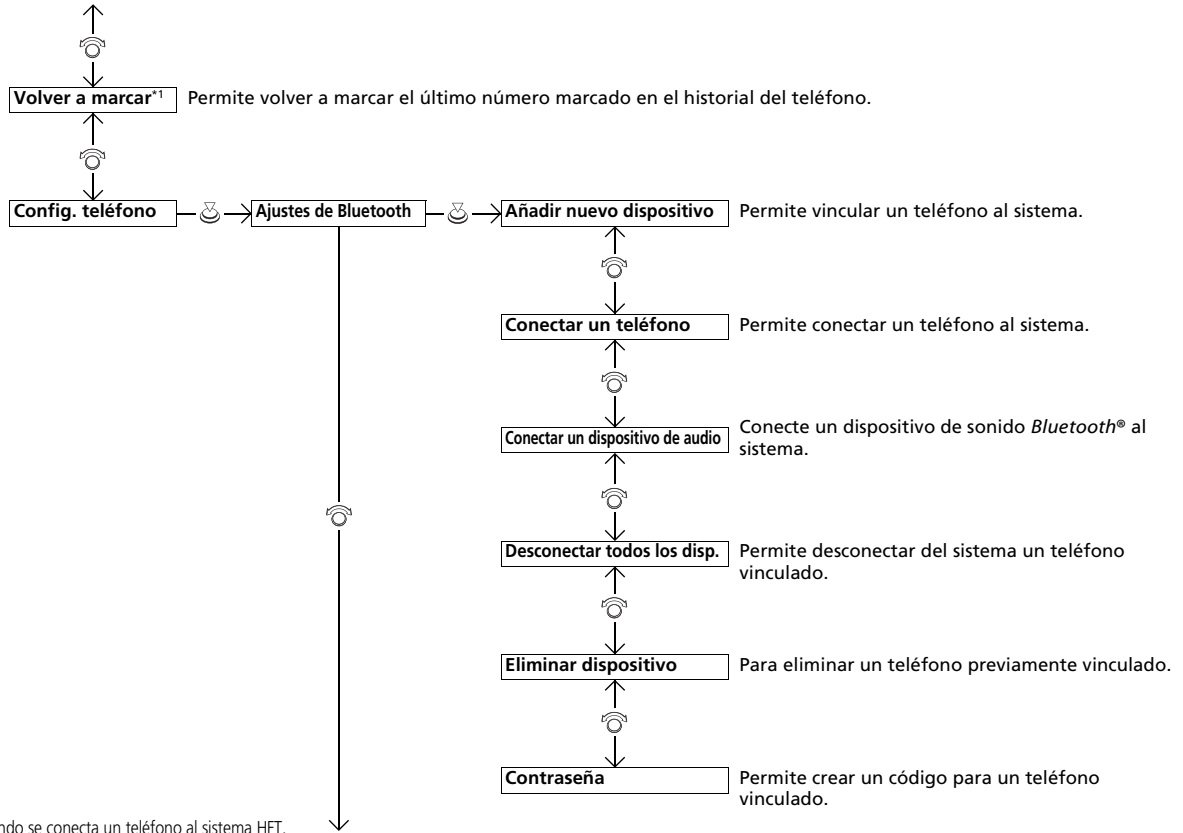 Volver a marcar*1 Permite volver a marcar el último número marcado en el historial del teléfono.
Config. teléfono Ajustes de Bluetooth Añadir nuevo dispositivo Permite vincular un teléfono al sistema.
Conectar un teléfono Permite conectar un teléfono al sistema.
Conectar un dispositivo de audio Conecte un dispositivo de sonido Bluetooth® al
sistema.
Desconectar todos los disp. Permite desconectar del sistema un teléfono
vinculado.
Eliminar dispositivo Para eliminar un teléfono previamente vinculado.
Contraseña Permite crear un código para un teléfono
vinculado.
ndo se conecta un teléfono al sistema HFT.